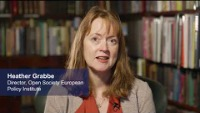 Heather Grabbe
Director, Open Society European
Policy Institute